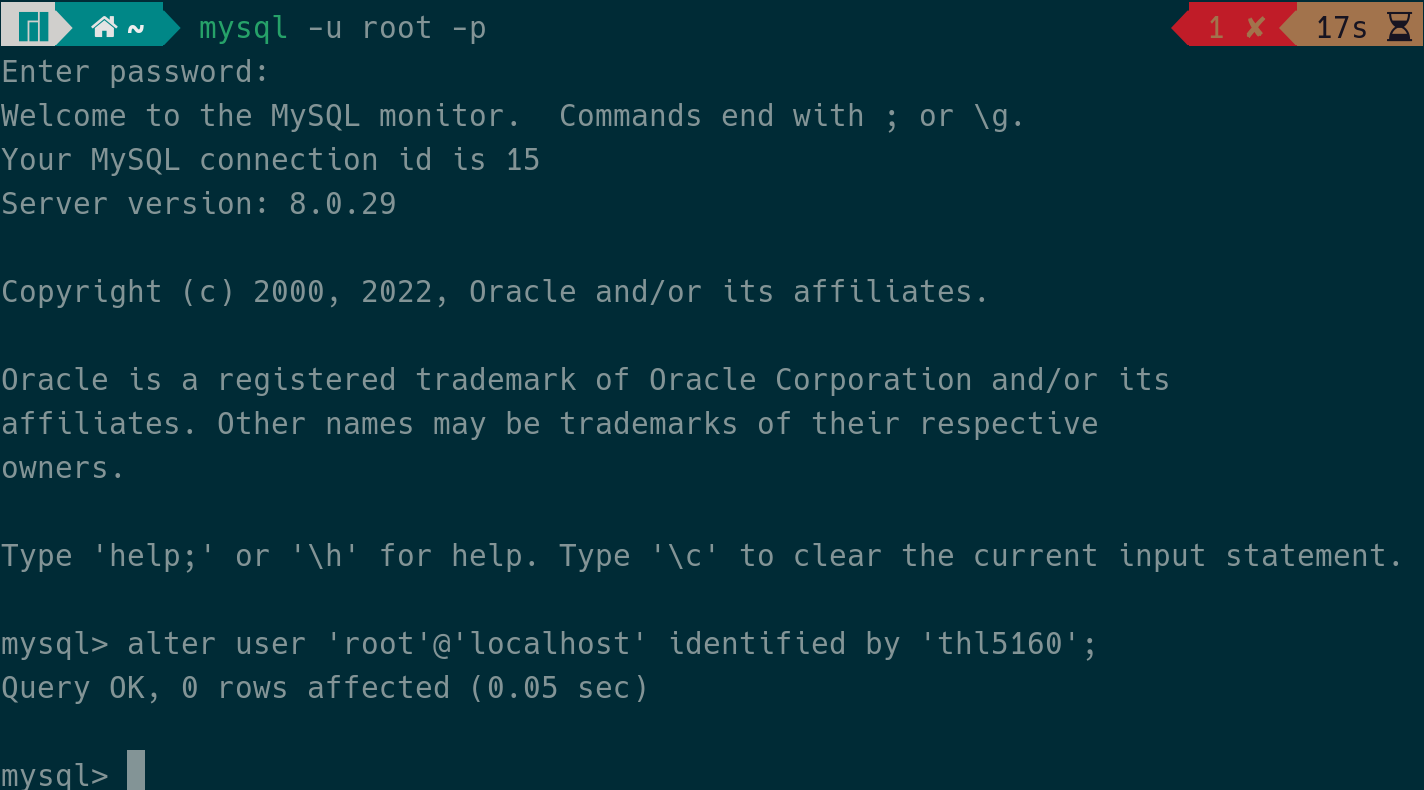 ~ mysql -u root -p 1 ✘ 17s
Enter password:
Welcome to the MySQL monitor.  Commands end with ; or \g.
Your MySQL connection id is 15
Server version: 8.0.29
Copyright (c) 2000, 2022, Oracle and/or its affiliates.
Oracle is a registered trademark of Oracle Corporation and/or its
affiliates. Other names may be trademarks of their respective
owners.
Type 'help;' or '\h' for help. Type '\c' to clear the current input statement.
mysql> alter user 'root'@'localhost' identified by 'thl5160';
Query OK, 0 rows affected (0.05 sec)
mysql>